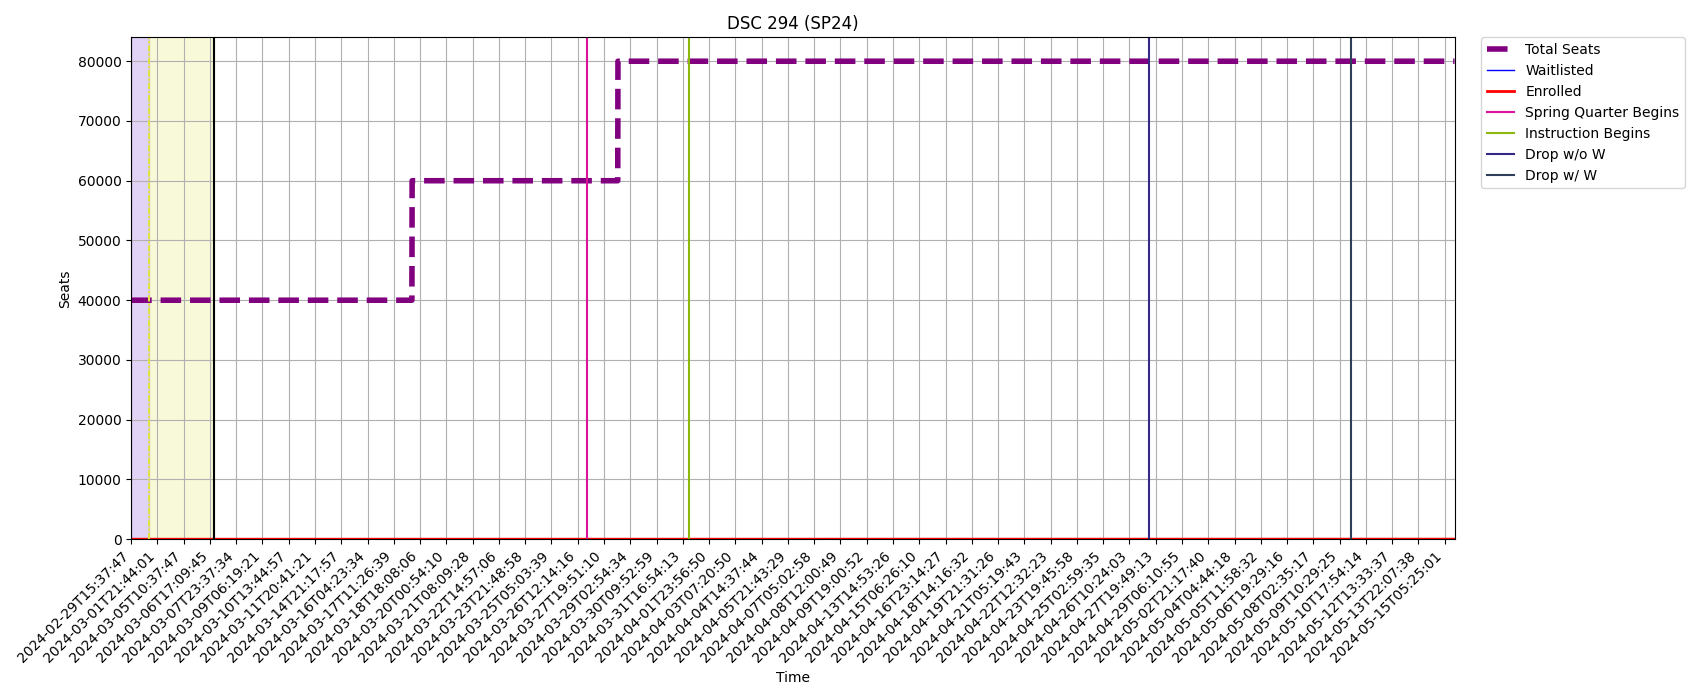 DSC 294 (SP24)
Total Seats
Waitlisted
Enrolled
Spring Quarter Begins
Instruction Begins
Drop w/o W
Drop w/ W
Seats
80000
70000
60000
50000
40000
30000
20000
10000
0
2024-02-29T15:37:47
2024-03-01T21:44:01
2024-03-05T10:37:47
2024-03-06T17:09:45
2024-03-07T23:37:34
2024-03-09T06:19:21
2024-03-10T13:44:57
2024-03-11T20:41:21
2024-03-14T21:17:57
2024-03-16T04:23:34
2024-03-17T11:26:39
2024-03-18T18:08:06
2024-03-20T00:54:10
2024-03-21T08:09:28
2024-03-22T14:57:06
2024-03-23T21:48:58
2024-03-25T05:03:39
2024-03-26T12:14:16
2024-03-27T19:51:10
2024-03-29T02:54:34
2024-03-30T09:52:59
2024-03-31T16:54:13
2024-04-01T23:56:50
2024-04-03T07:20:50
2024-04-04T14:37:44
2024-04-05T21:43:29
2024-04-07T05:02:58
2024-04-08T12:00:49
2024-04-09T19:00:52
2024-04-13T14:53:26
2024-04-15T06:26:10
2024-04-16T23:14:27
2024-04-18T14:16:32
2024-04-19T21:31:26
2024-04-21T05:19:43
2024-04-22T12:32:23
2024-04-23T19:45:58
2024-04-25T02:59:35
2024-04-26T10:24:03
2024-04-27T19:49:13
2024-04-29T06:10:55
2024-05-02T21:17:40
2024-05-04T04:44:18
2024-05-05T11:58:32
2024-05-06T19:29:16
2024-05-08T02:35:17
2024-05-09T10:29:25
2024-05-10T17:54:14
2024-05-12T13:33:37
2024-05-13T22:07:38
2024-05-15T05:25:01
Time